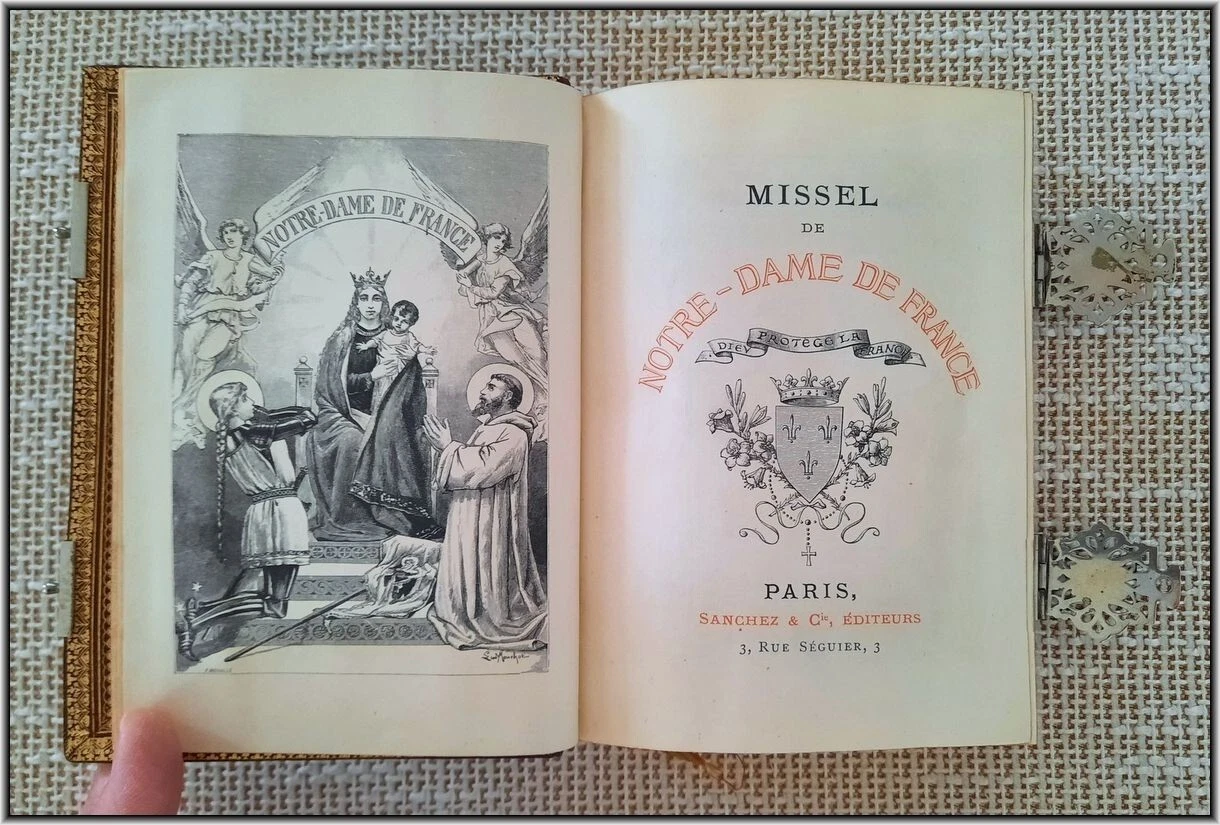 NOTRE-DAME DE FRANCE
MISSEL
DE
NOTRE-DAME DE FRANCE
DIEV PROTÈGE LA FRANCE
PARIS,
SANCHEZ & Cie, ÉDITEURS
3, RUE SÉGUIER, 3